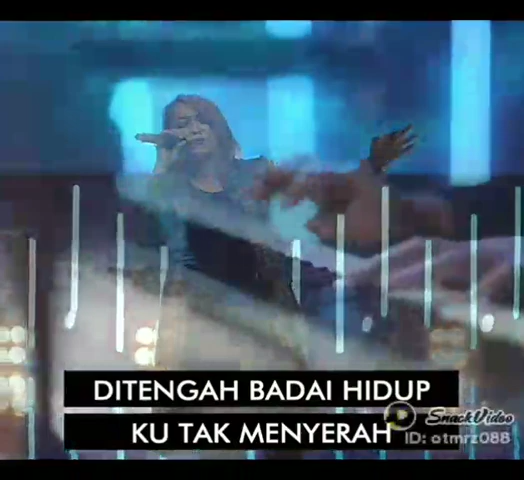 DITENGAH BADAI HIDUP
KU TAK MENYERAH
SnackVideo
ID: otmrz088